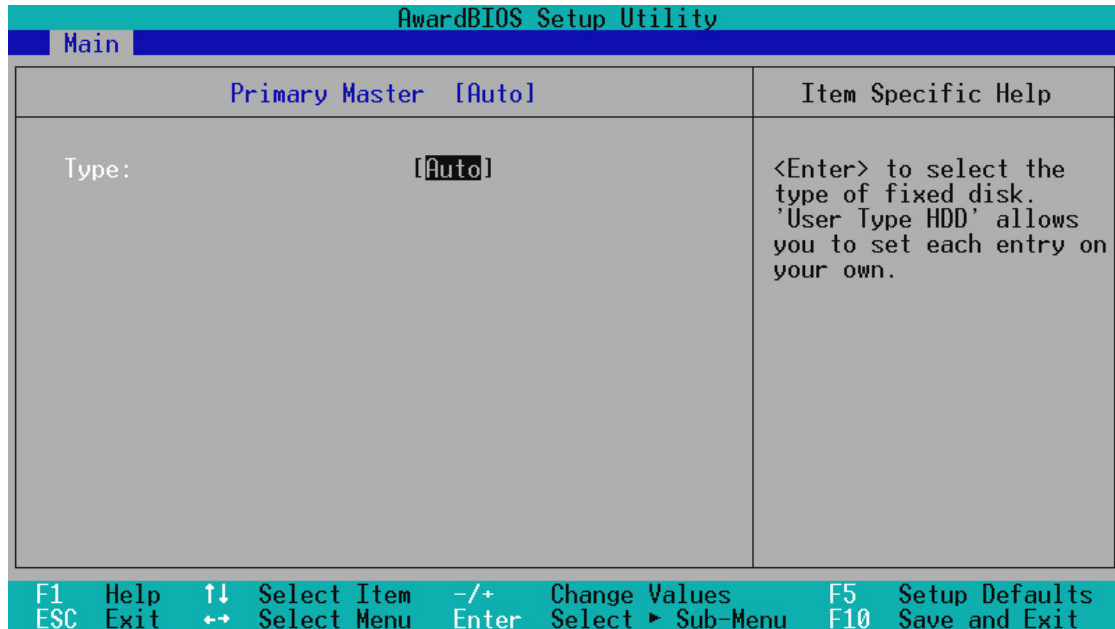 AwardBIOS Setup Utility
Main
Primary Master [Auto]
Item Specific Help
Type: [Auto]
<Enter> to select the
type of fixed disk.
'User Type HDD' allows
you to set each entry on
your own.
F1 Help ↑↓ Select Item -/+ Change Values F5 Setup Defaults
ESC Exit ←→ Select Menu Enter Select ► Sub-Menu F10 Save and Exit